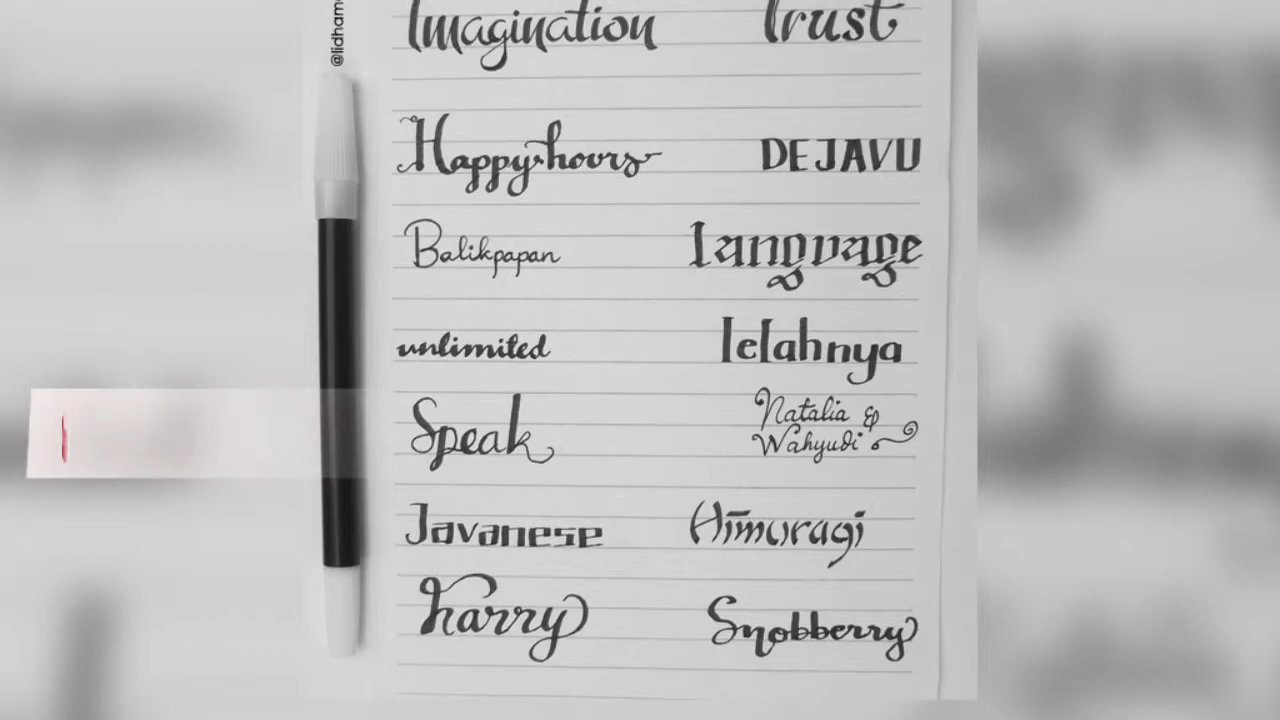 @lidham
Imagination Trust
Happy hours DEJAVU
Balikpapan Language
unlimited lelahnya
Speak Natalia &
Wahyudi
Javanese Himuragi
harry Snobberry